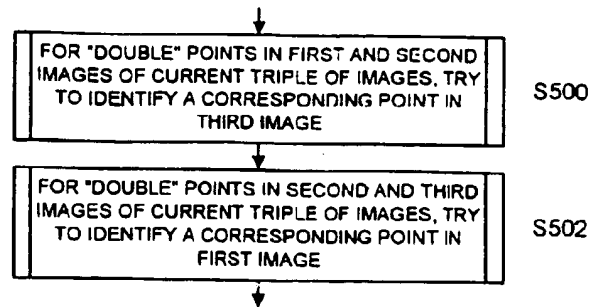 FOR "DOUBLE" POINTS IN FIRST AND SECOND
IMAGES OF CURRENT TRIPLE OF IMAGES, TRY
TO IDENTIFY A CORRESPONDING POINT IN
THIRD IMAGE
S500
FOR "DOUBLE" POINTS IN SECOND AND THIRD
IMAGES OF CURRENT TRIPLE OF IMAGES, TRY
TO IDENTIFY A CORRESPONDING POINT IN
FIRST IMAGE
S502